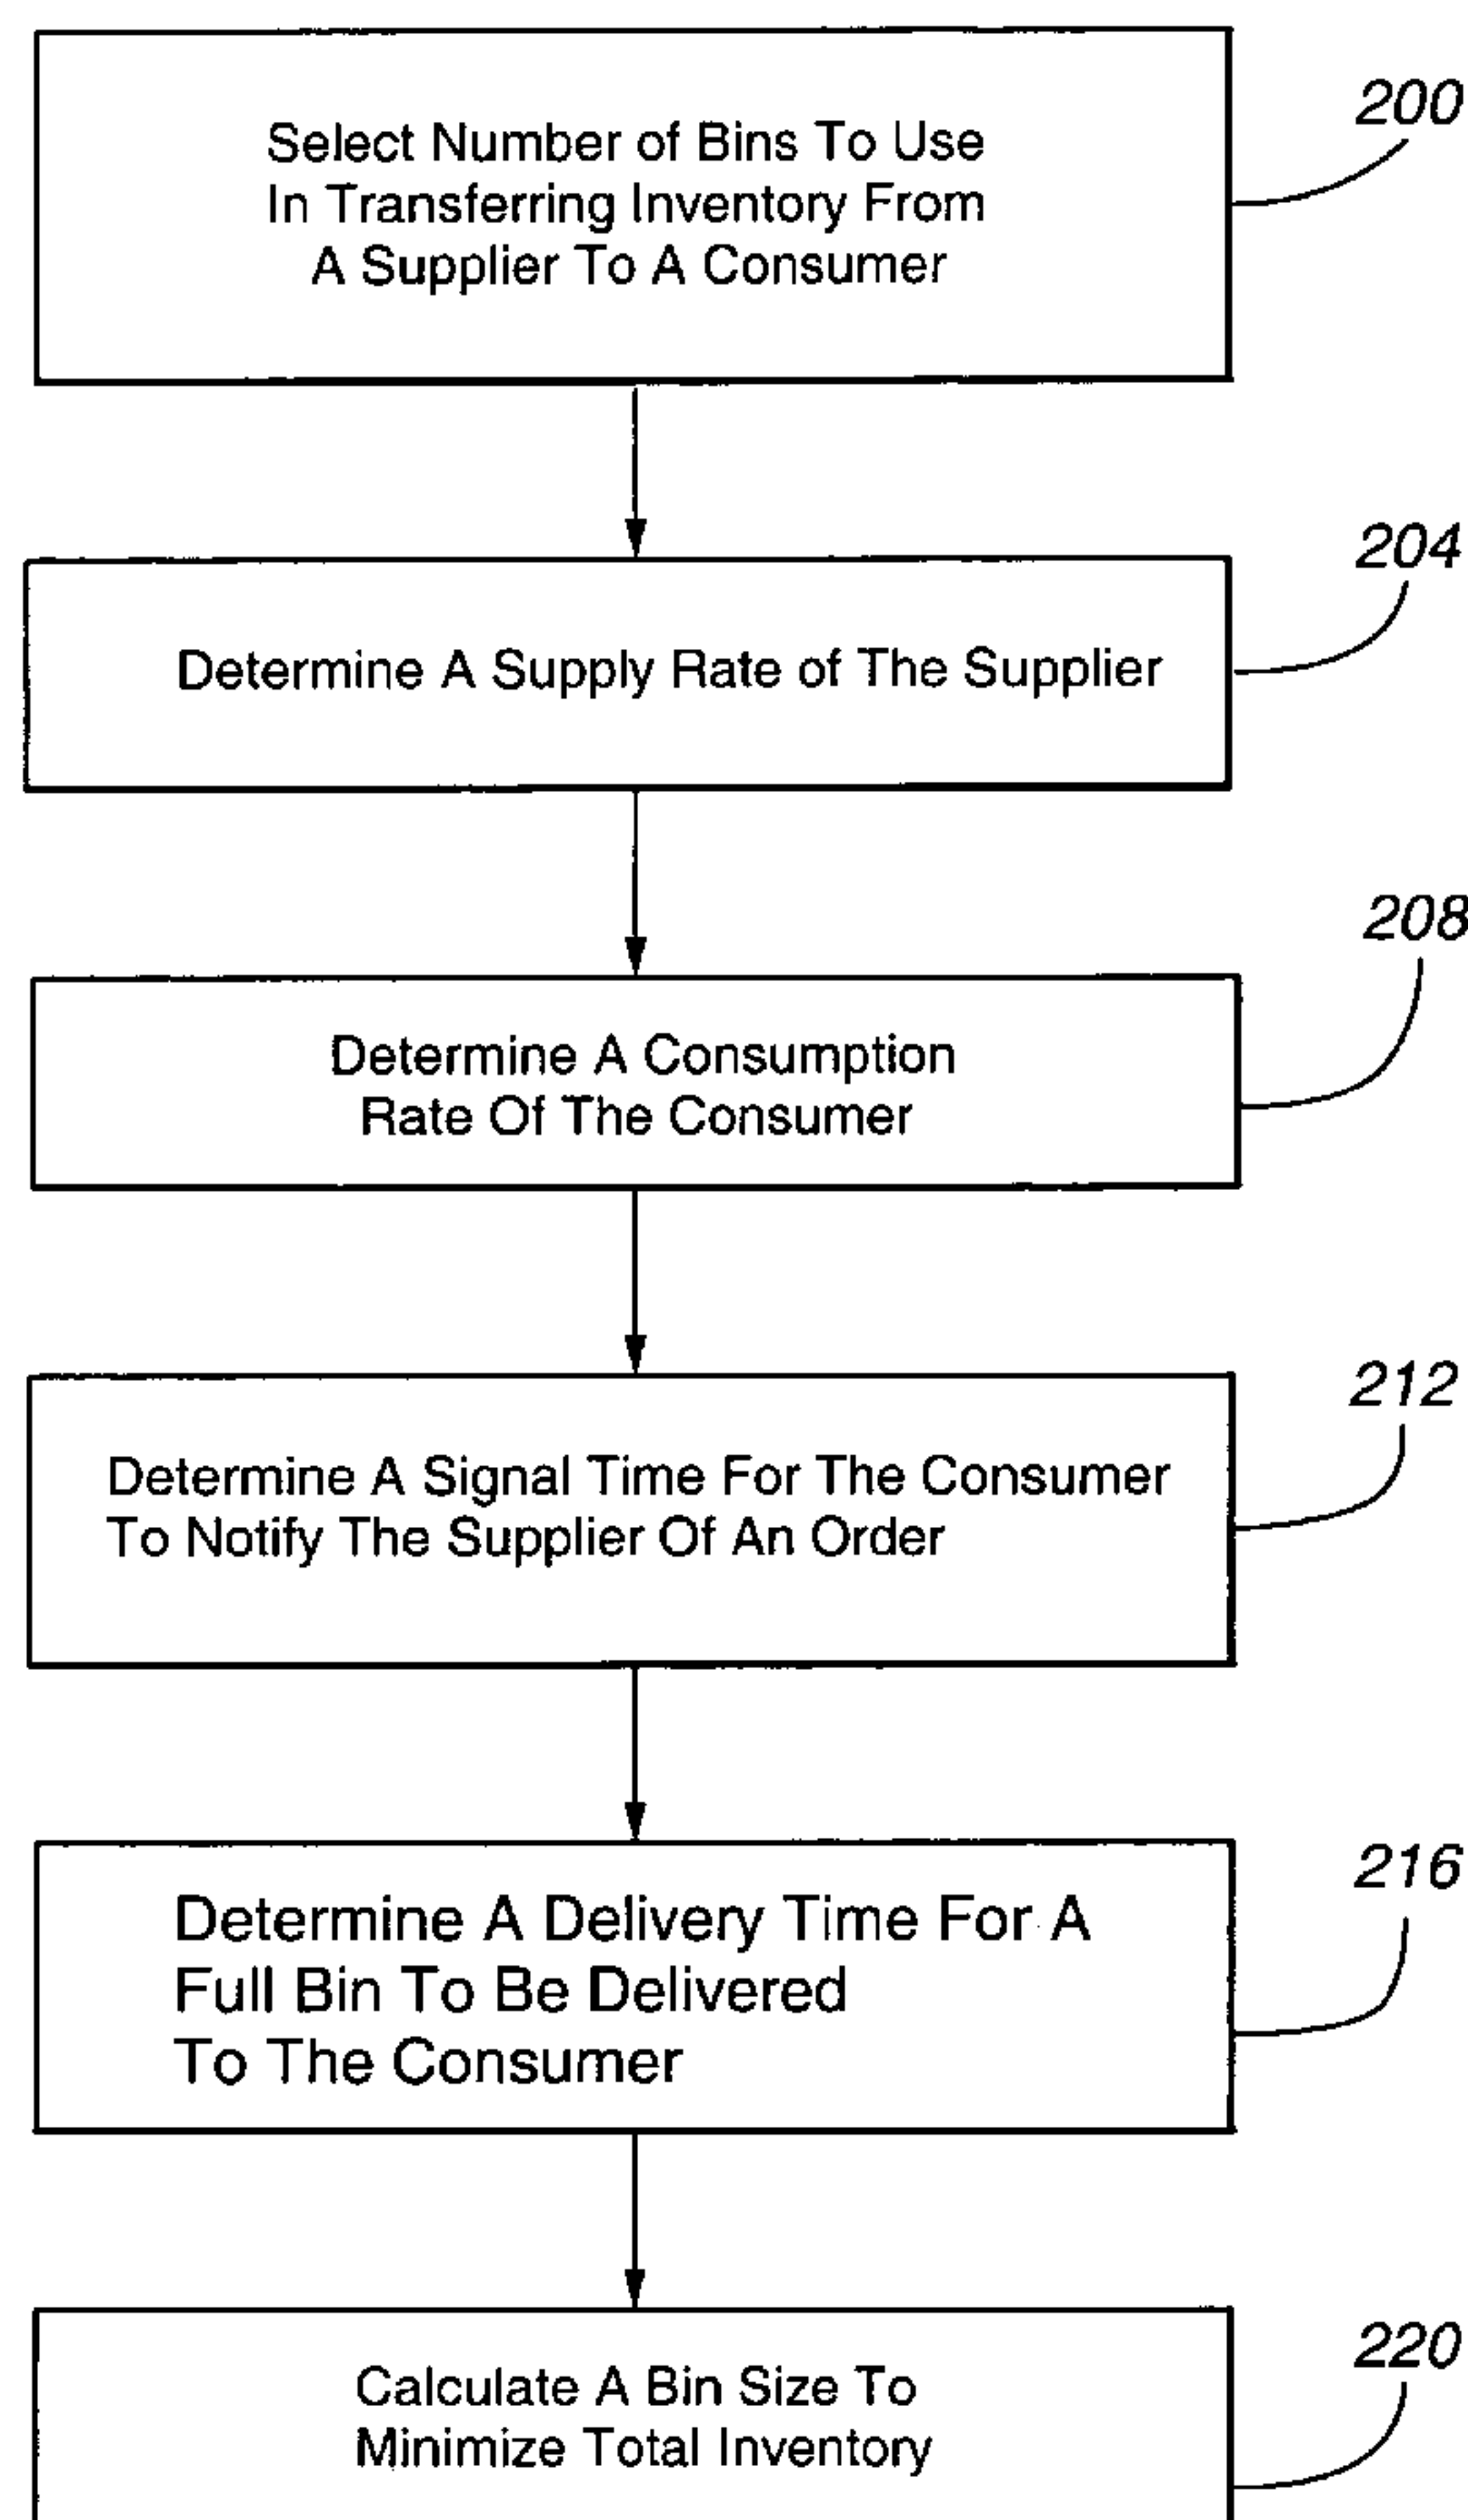 Select Number of Bins To Use
In Transferring Inventory From
A Supplier To A Consumer
200
Determine A Supply Rate of The Supplier
204
Determine A Consumption
Rate Of The Consumer
208
Determine A Signal Time For The Consumer
To Notify The Supplier Of An Order
212
Determine A Delivery Time For A
Full Bin To Be Delivered
To The Consumer
216
Calculate A Bin Size To
Minimize Total Inventory
220